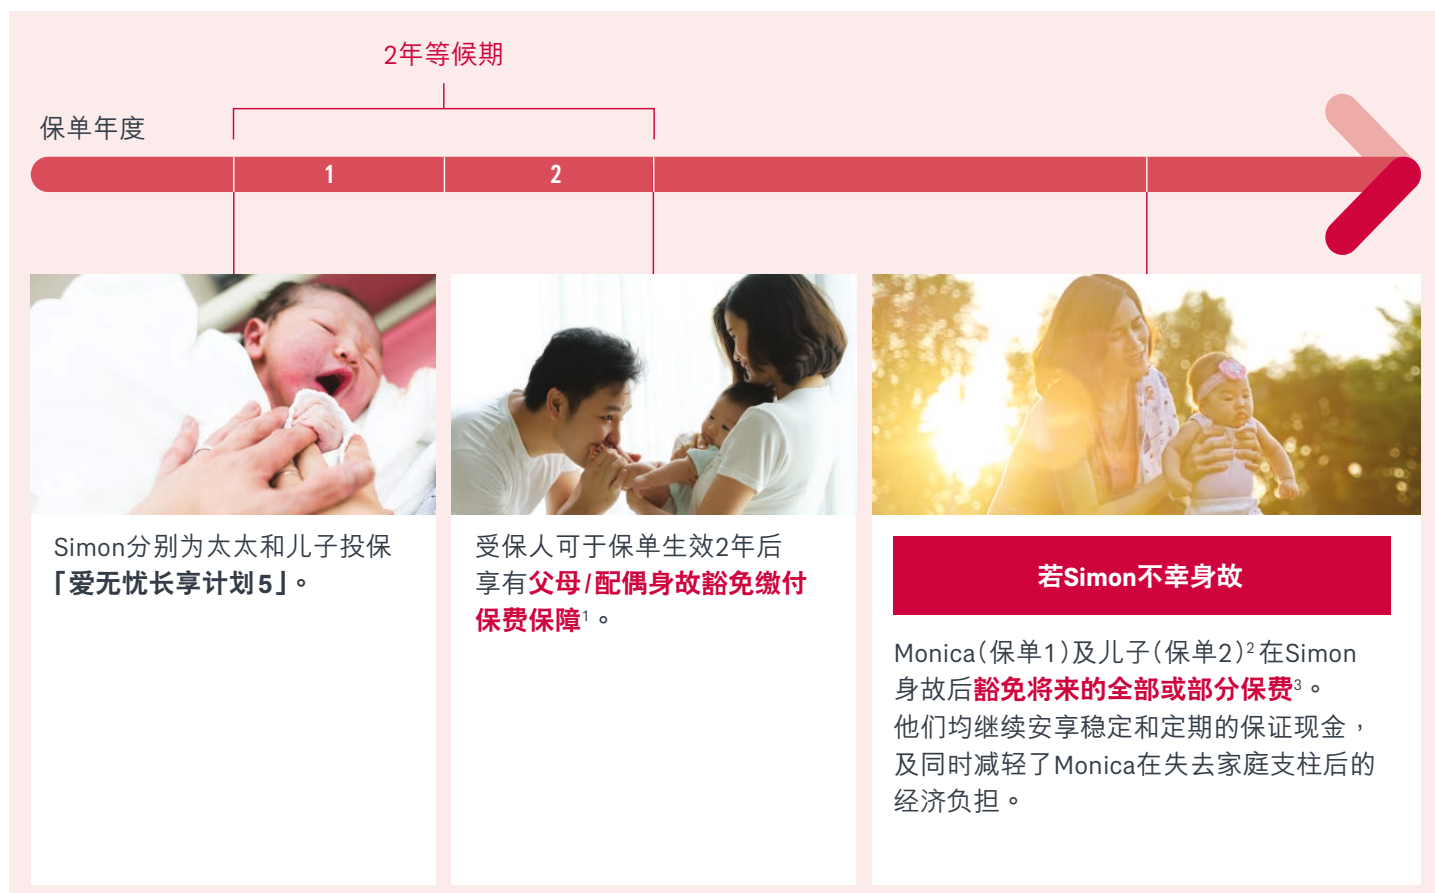 2年等候期
保单年度
1
2
Simon分别为太太和儿子投保
「爱无忧长享计划5」。
受保人可于保单生效2年后
享有父母/配偶身故豁免缴付
保费保障¹。
若Simon不幸身故
Monica(保单1)及儿子(保单2)²在Simon
身故后豁免将来的全部或部分保费³。
他们均继续安享稳定和定期的保证现金，
及同时减轻了Monica在失去家庭支柱后的
经济负担。